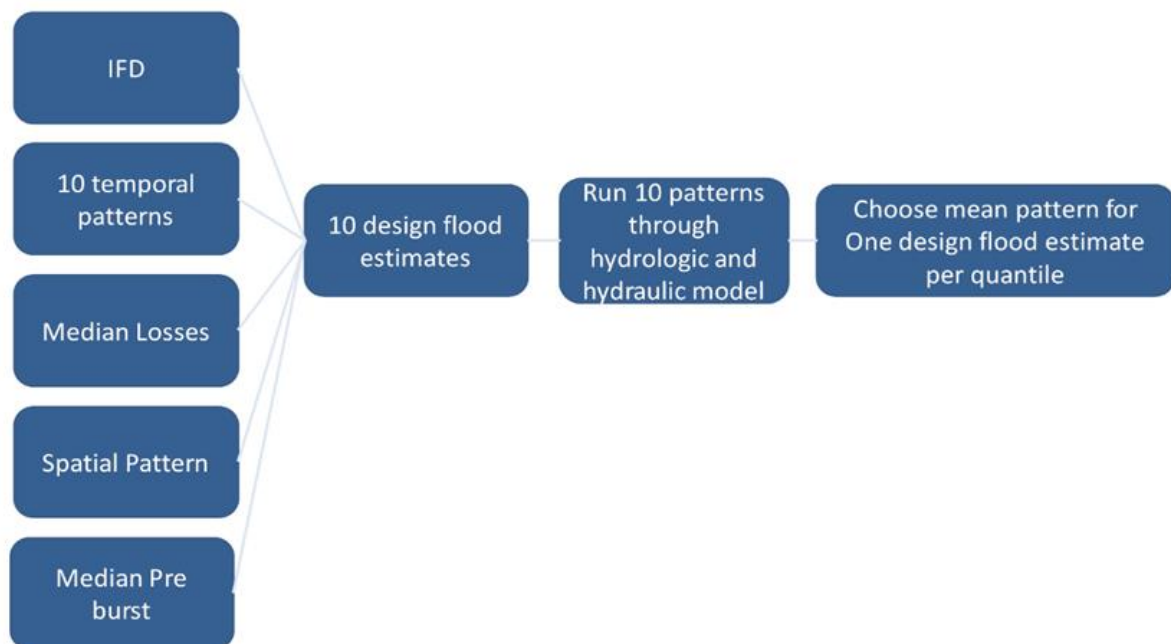 IFD
10 temporal
patterns
Median Losses
Spatial Pattern
Median Pre
burst
10 design flood
estimates
Run 10 patterns
through
hydrologic and
hydraulic model
Choose mean pattern for
One design flood estimate
per quantile